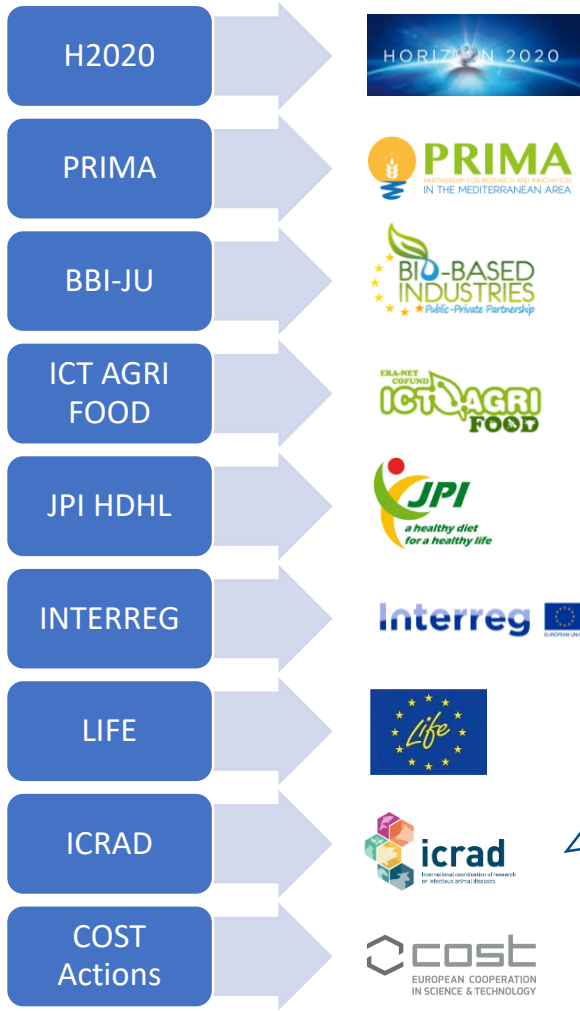 H2020
HORIZON 2020
PRIMA
PRIMA
PARTNERSHIP FOR RESEARCH AND INNOVATION
IN THE MEDITERRANEAN AREA
BBI-JU
BIO-BASED
INDUSTRIES
Public-Private Partnership
ICT AGRI
FOOD
ERA-NET
COFUND
ICT AGRI
FOOD
JPI HDHL
JPI
a healthy diet
for a healthy life
INTERREG
Interreg
EUROPEAN UNI
LIFE
Life
ICRAD
icrad
International coordination of research
on infectious animal diseases
COST
Actions
cost
EUROPEAN COOPERATION
IN SCIENCE & TECHNOLOGY